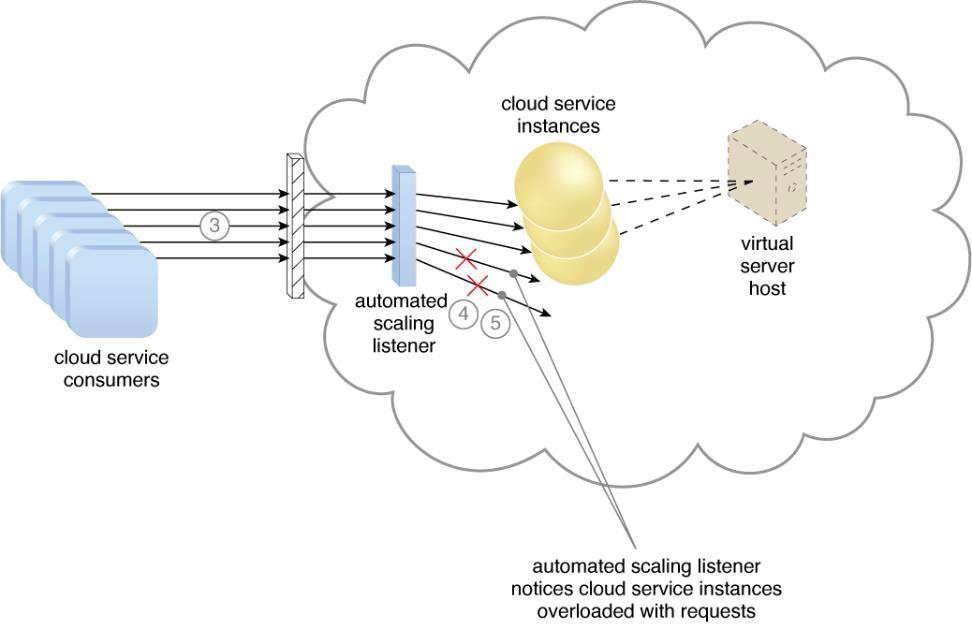 cloud service
instances
3
virtual
server
host
automated
scaling
listener
4
5
cloud service
consumers
automated scaling listener
notices cloud service instances
overloaded with requests